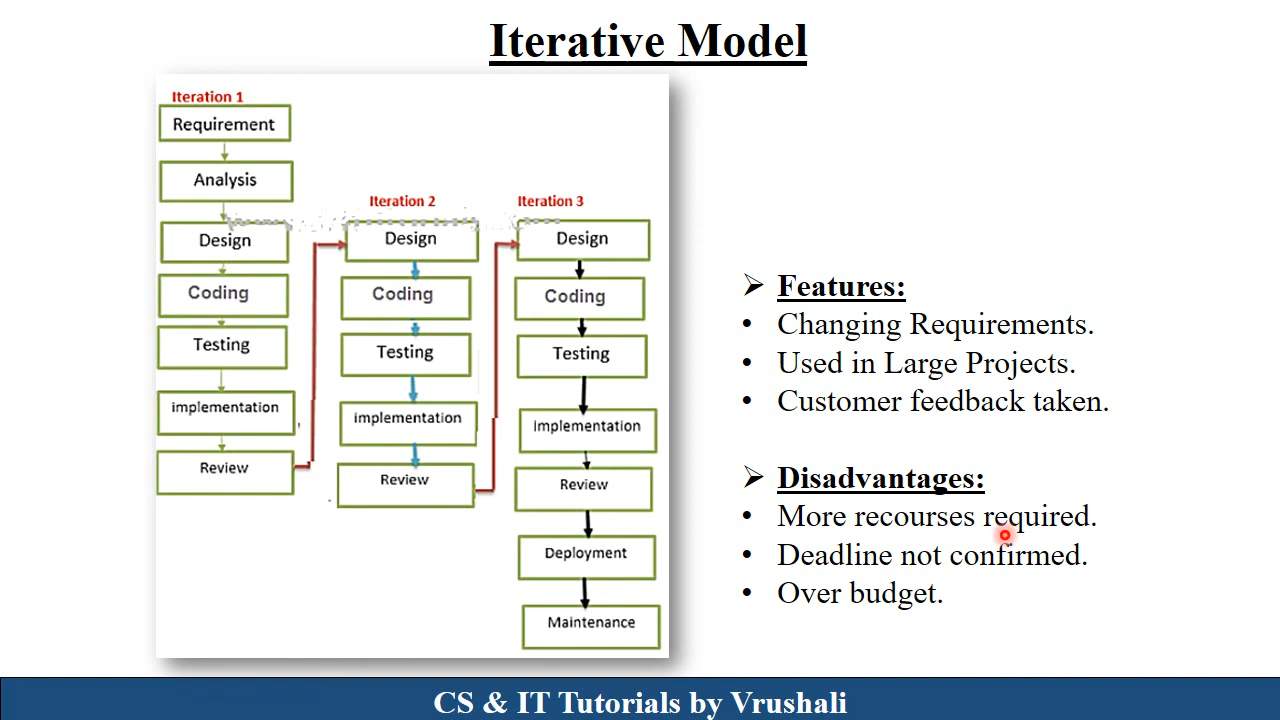 Iterative Model
Iteration 1
Requirement
Analysis
Design
Coding
Testing
implementation
Review
Iteration 2
Design
Coding
Testing
implementation
Review
Iteration 3
Design
Coding
Testing
Implementation
Review
Deployment
Maintenance
➢ Features:
• Changing Requirements.
• Used in Large Projects.
• Customer feedback taken.
➢ Disadvantages:
• More recourses required.
• Deadline not confirmed.
• Over budget.
CS & IT Tutorials by Vrushali